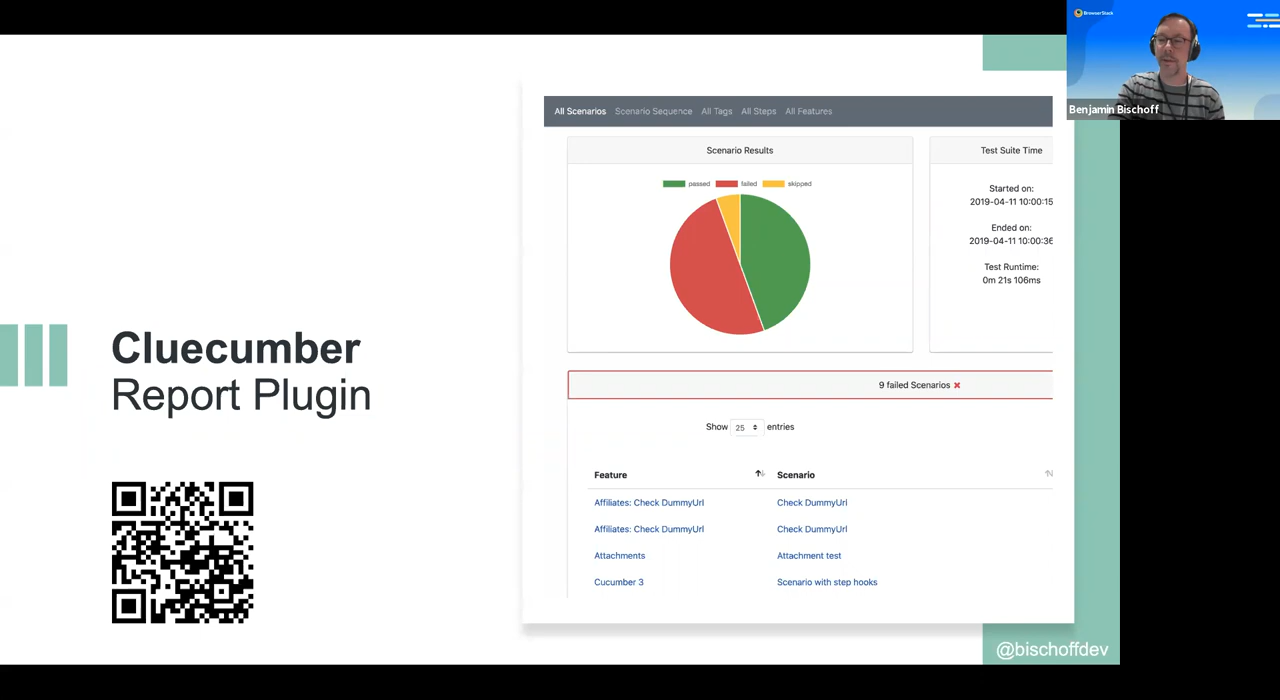 BrowserStack
Benjamin Bischoff
All Scenarios Scenario Sequence All Tags All Steps All Features
Scenario Results
passed failed skipped
Test Suite Time
Started on:
2019-04-11 10:00:15
Ended on:
2019-04-11 10:00:36
Test Runtime:
0m 21s 106ms
Cluecumber
Report Plugin
9 failed Scenarios
Show 25 entries
Feature Scenario
Affiliates: Check DummyUrl Check DummyUrl
Affiliates: Check DummyUrl Check DummyUrl
Attachments Attachment test
Cucumber 3 Scenario with step hooks
@bischoffdev